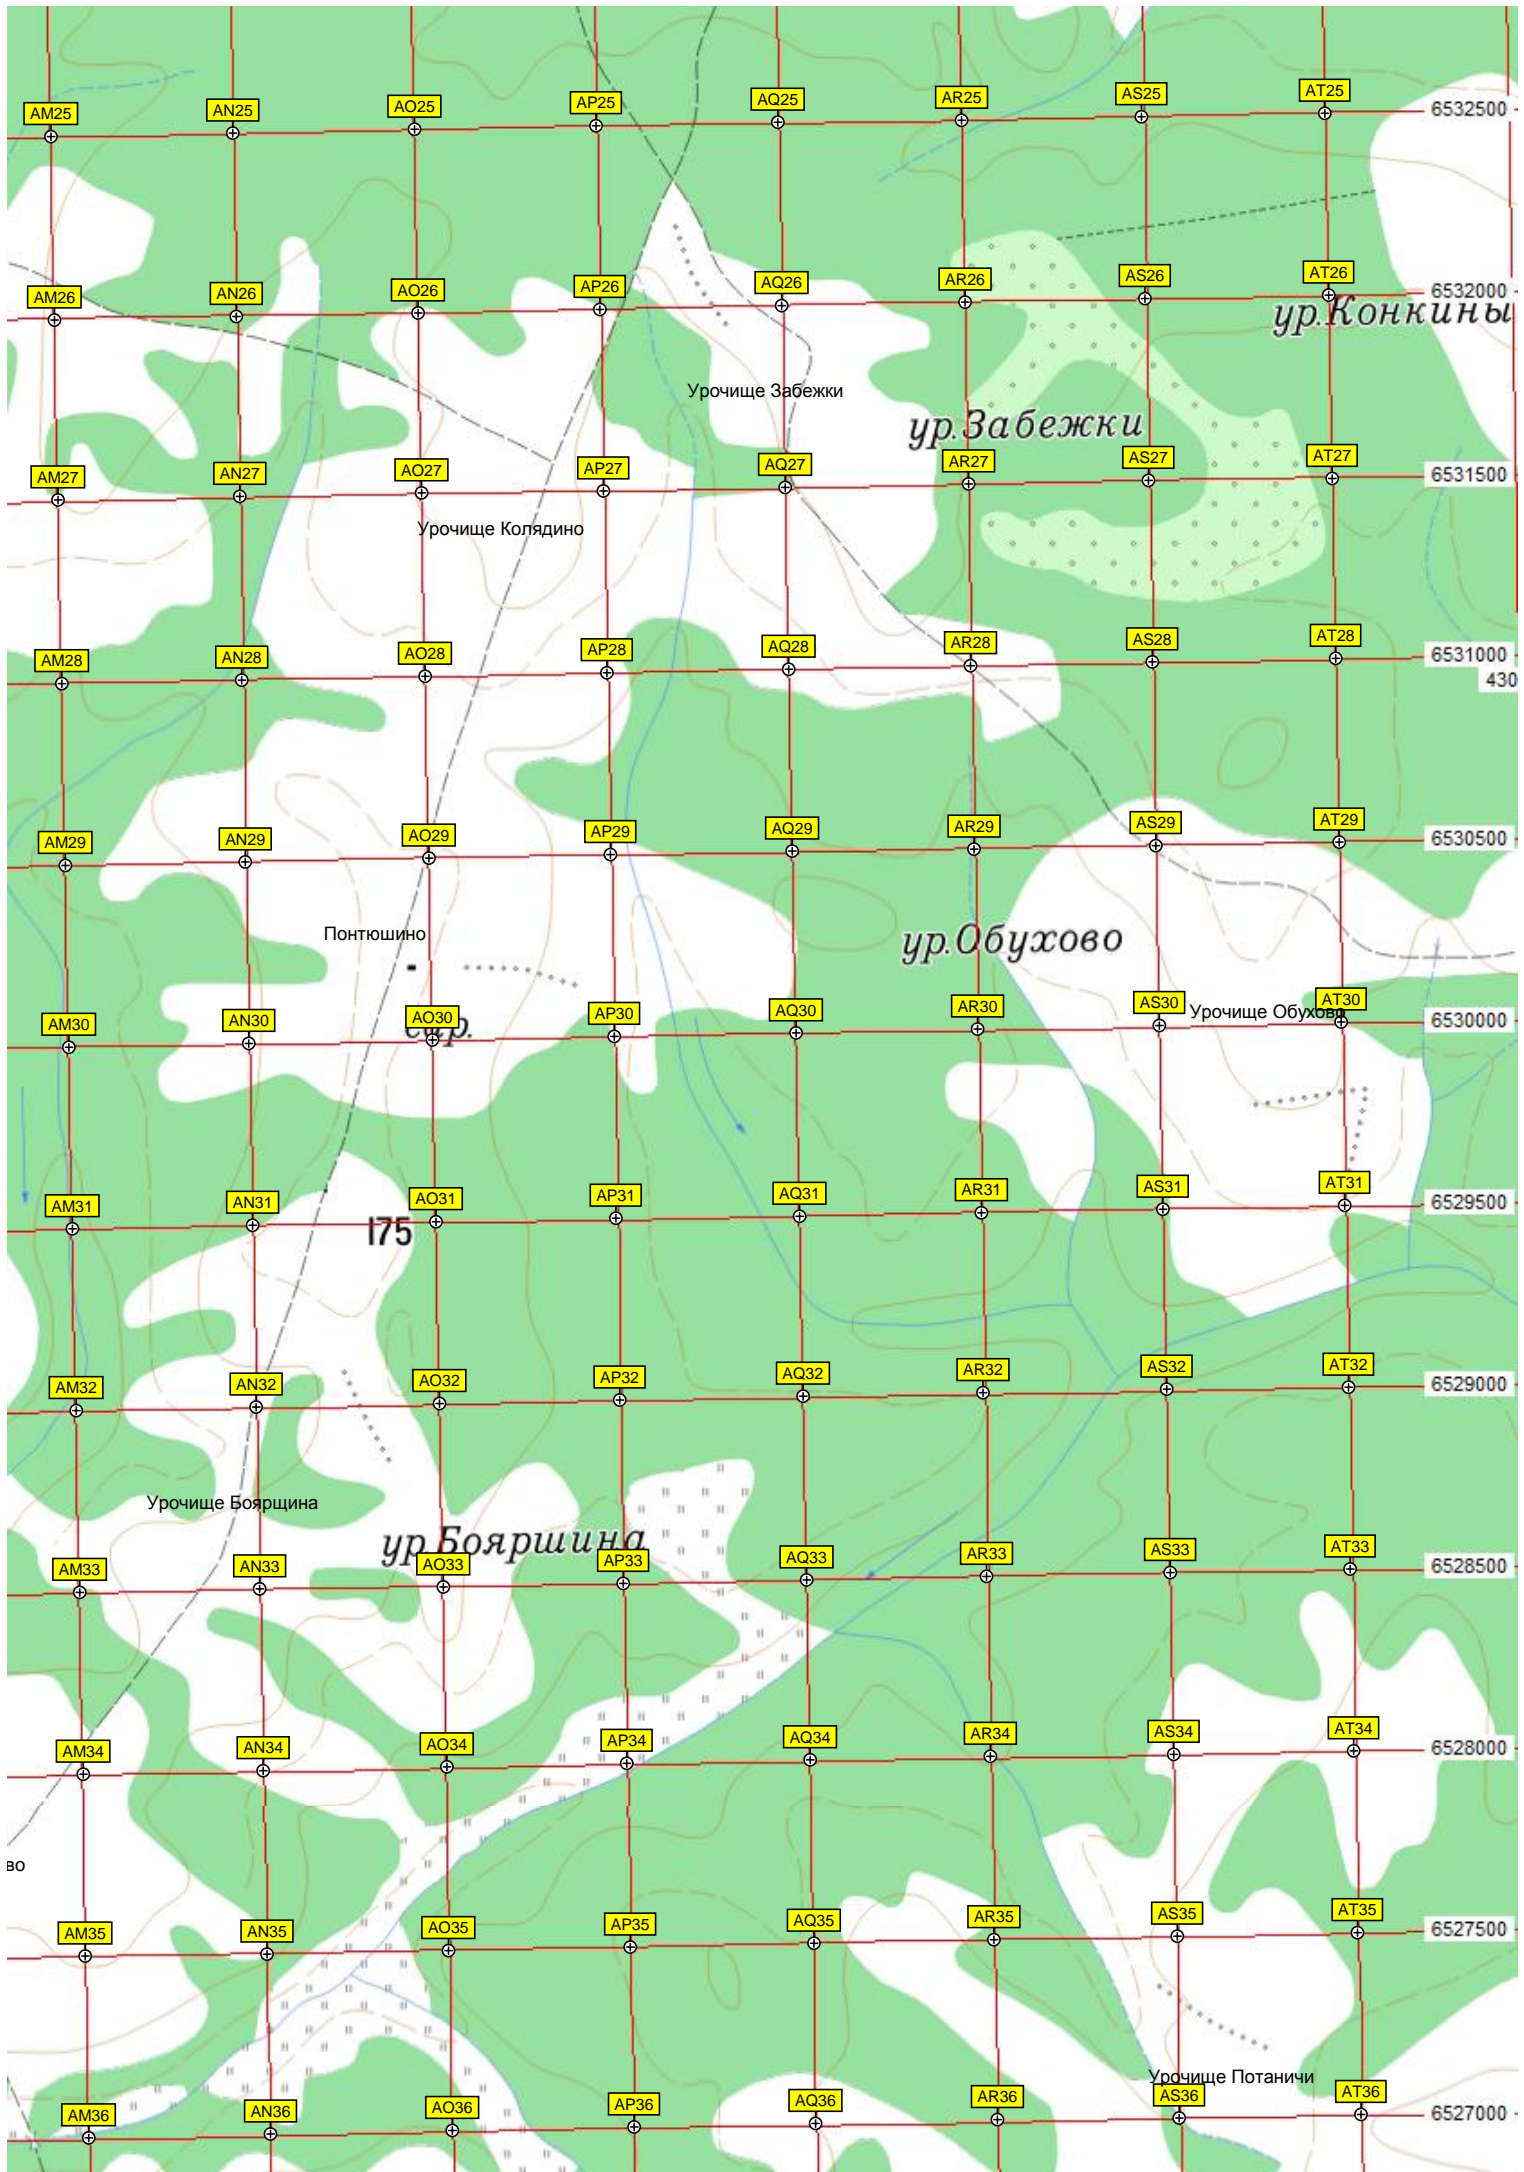 AM25 AN25 AO25 AP25 AQ25 AR25 AS25 AT25 6532500
AM26 AN26 AO26 AP26 AQ26 AR26 AS26 AT26 6532000
ур.Конкины
Урочище Забежки
ур.Забежки
AM27 AN27 AO27 AP27 AQ27 AR27 AS27 AT27 6531500
Урочище Колядино
AM28 AN28 AO28 AP28 AQ28 AR28 AS28 AT28 6531000
430
AM29 AN29 AO29 AP29 AQ29 AR29 AS29 AT29 6530500
Понтюшино
ур.Обухово
AM30 AN30 AO30 AP30 AQ30 AR30 AS30 Урочище Обухово AT30 6530000
сар.
AM31 AN31 AO31 AP31 AQ31 AR31 AS31 AT31 6529500
175
AM32 AN32 AO32 AP32 AQ32 AR32 AS32 AT32 6529000
Урочище Боярщина
ур.Бояршина
AM33 AN33 AO33 AP33 AQ33 AR33 AS33 AT33 6528500
AM34 AN34 AO34 AP34 AQ34 AR34 AS34 AT34 6528000
во
AM35 AN35 AO35 AP35 AQ35 AR35 AS35 AT35 6527500
Урочище Потаничи
AM36 AN36 AO36 AP36 AQ36 AR36 AS36 AT36 6527000